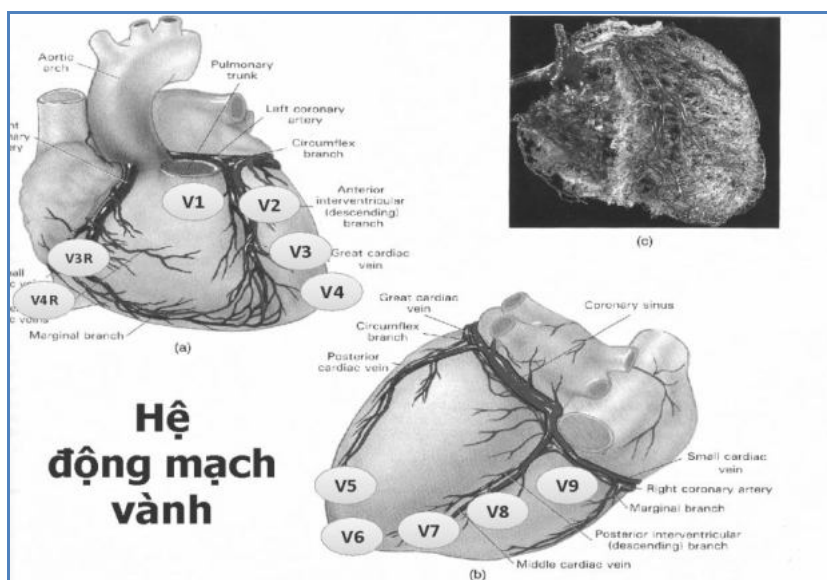 Aortic
arch
Pulmonary
trunk
Left coronary
artery
Circumflex
branch
V1
V2
Anterior
interventricular
(descending)
branch
V3
Great cardiac
vein
V3R
V4
V4R
Marginal branch
(a)
(c)
Great cardiac
vein
Circumflex
branch
Posterior
cardiac vein
Coronary sinus
Hệ
động mạch
vành
V5
V6
V7
V8
V9
Small cardiac
vein
Right coronary artery
Marginal branch
Posterior interventricular
(descending) branch
Middle cardiac vein
(b)